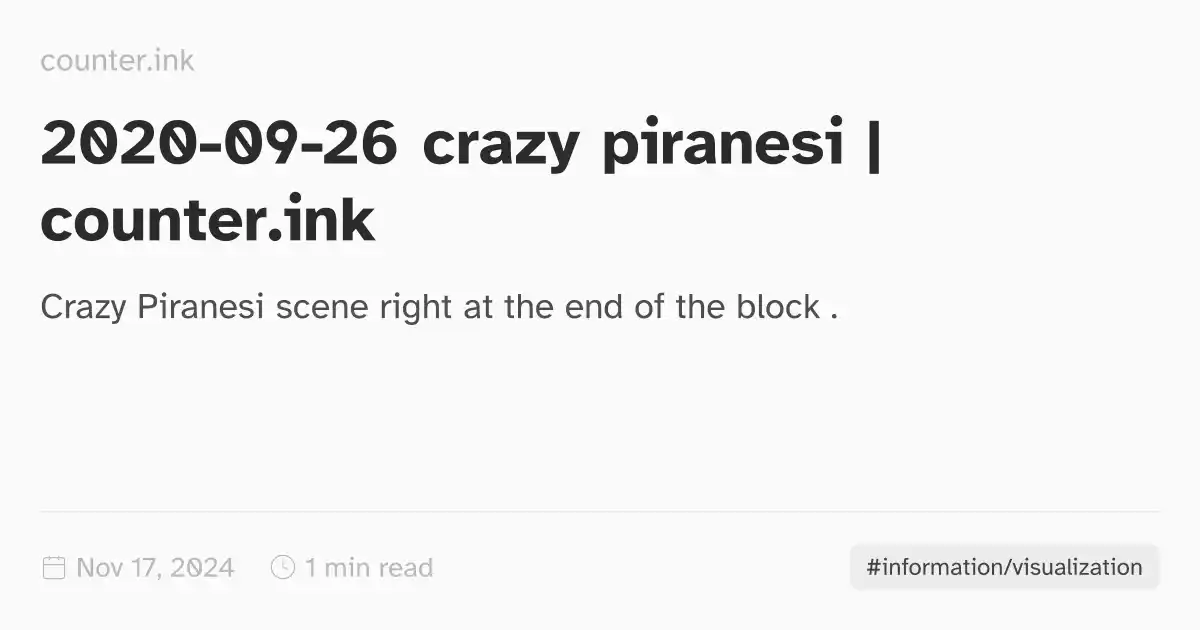 counter.ink
2020-09-26 crazy piranesi |
counter.ink
Crazy Piranesi scene right at the end of the block .
Nov 17, 2024 1 min read #information/visualization